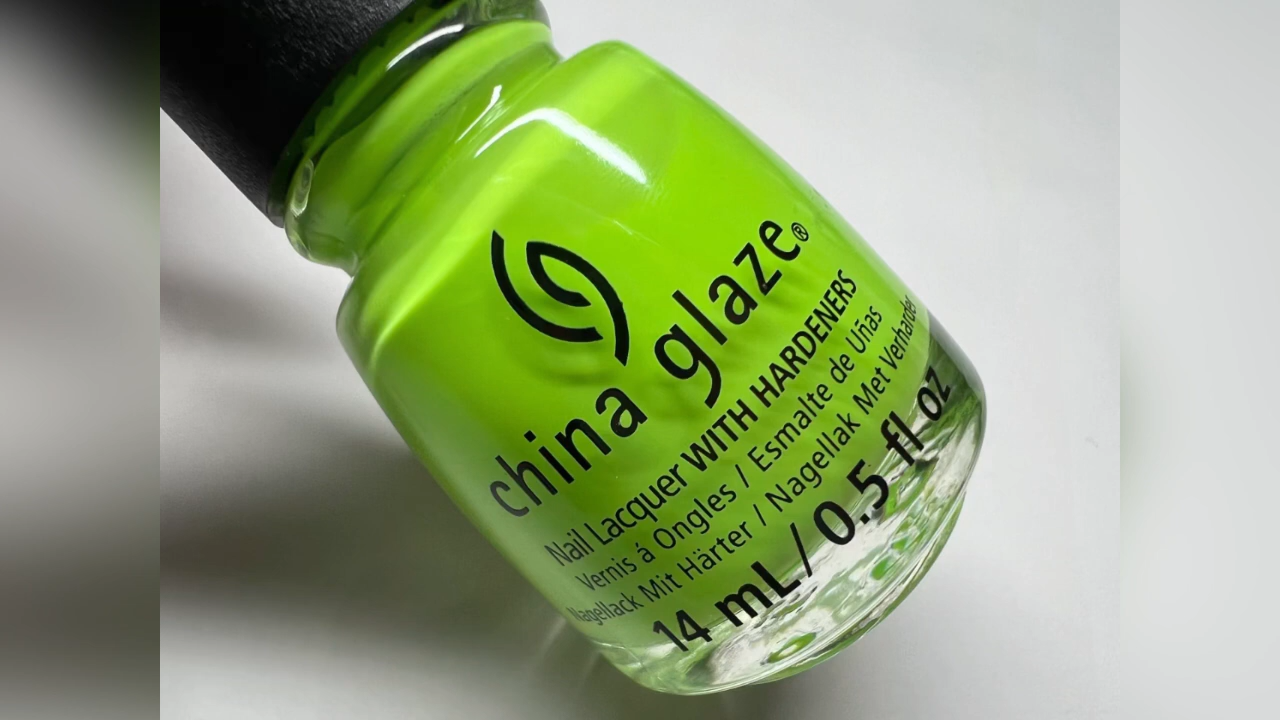 china glaze®
Nail Lacquer WITH HARDENERS
Vernis á Ongles / Esmalte de Uñas
Nagellack Mit Härter / Nagellak Met Verharder
14 mL / 0.5 fl oz